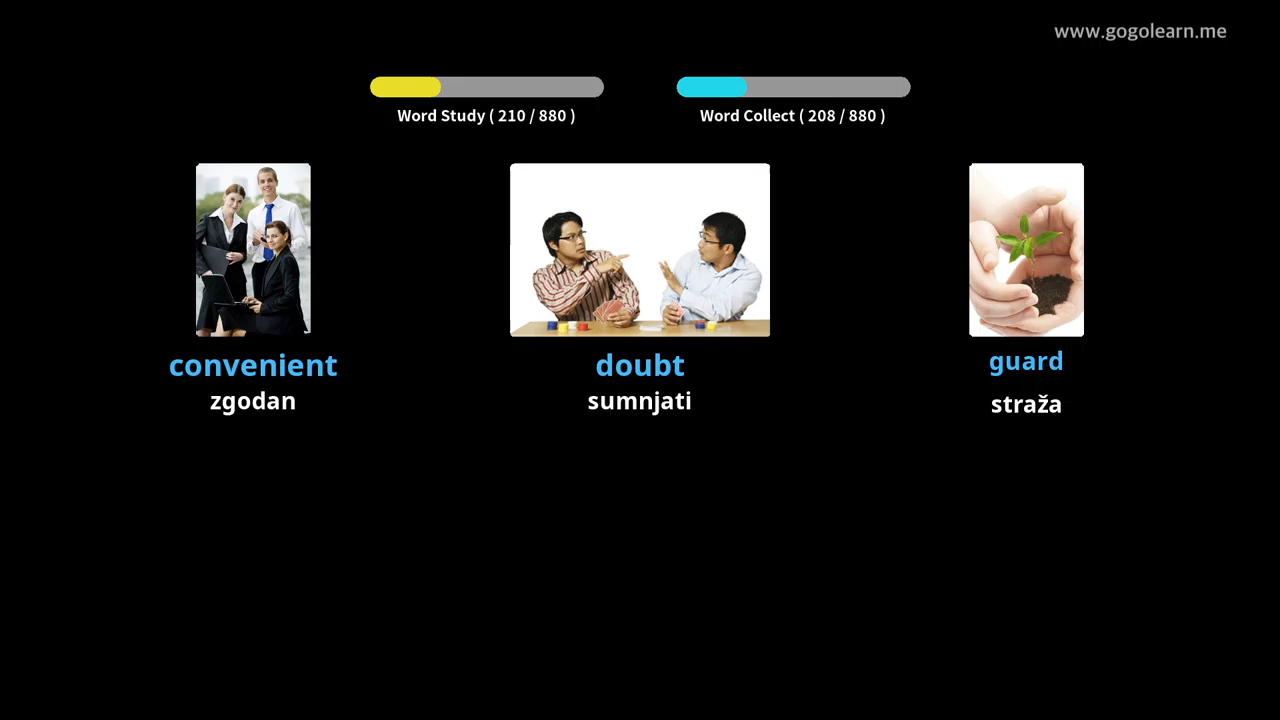 www.gogolearn.me
Word Study ( 210 / 880 )
Word Collect ( 208 / 880 )
convenient
zgodan
doubt
sumnjati
guard
straža